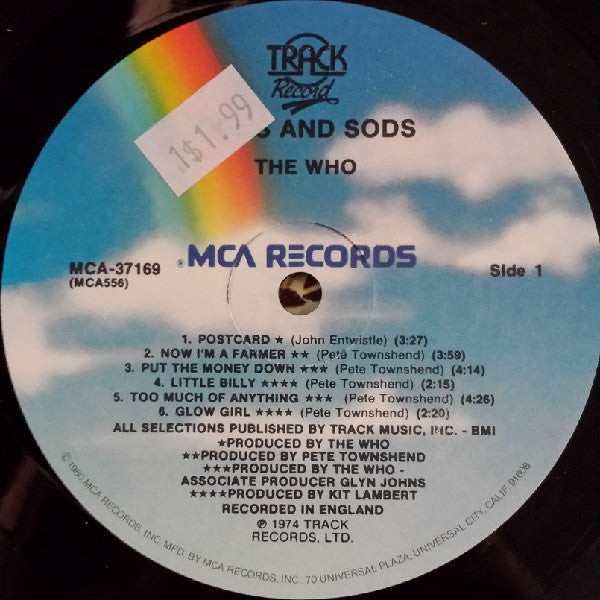 TRACK
Record
S AND SODS
1$1.99
THE WHO
MCA RECORDS
MCA-37169
(MCA556)
Side 1
1. POSTCARD ★ (John Entwistle) (3:27)
2. NOW I'M A FARMER ★★ (Pete Townshend) (3:59)
3. PUT THE MONEY DOWN ★★★ (Pete Townshend) (4:14)
4. LITTLE BILLY ★★★★ (Pete Townshend) (2:15)
5. TOO MUCH OF ANYTHING ★★★ (Pete Townshend) (4:26)
6. GLOW GIRL ★★★★ (Pete Townshend) (2:20)
ALL SELECTIONS PUBLISHED BY TRACK MUSIC, INC. - BMI
★PRODUCED BY THE WHO
★★PRODUCED BY PETE TOWNSHEND
★★★PRODUCED BY THE WHO -
ASSOCIATE PRODUCER GLYN JOHNS
★★★★PRODUCED BY KIT LAMBERT
RECORDED IN ENGLAND
℗ 1974 TRACK
RECORDS, LTD.
© 1980 MCA RECORDS, INC. MFD. BY MCA RECORDS, INC., 70 UNIVERSAL PLAZA, UNIVERSAL CITY, CALIF. 91608